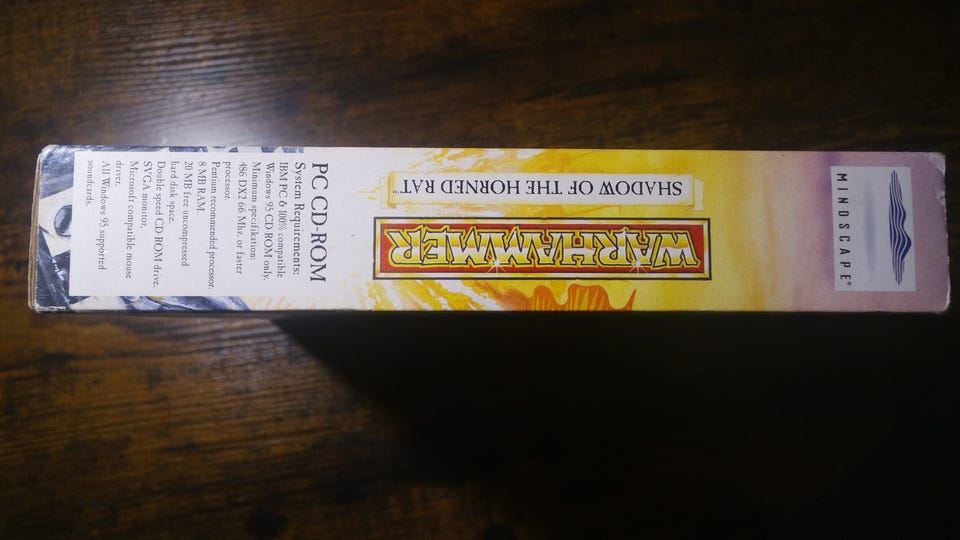 MINDSCAPE®
WARHAMMER
SHADOW OF THE HORNED RAT™
PC CD-ROM
System Requirements:
IBM PC & 100% compatible
Windows 95 CD-ROM only.
Minimum specifikation:
486 DX2 66 Mhz. or faster
processor.
Pentium recommended processor.
8 MB RAM.
20 MB free uncompressed
hard disk space.
Double speed CD-ROM drive.
SVGA monitor.
Microsoft compatible mouse
driver.
All Windows 95 supported
soundcards.